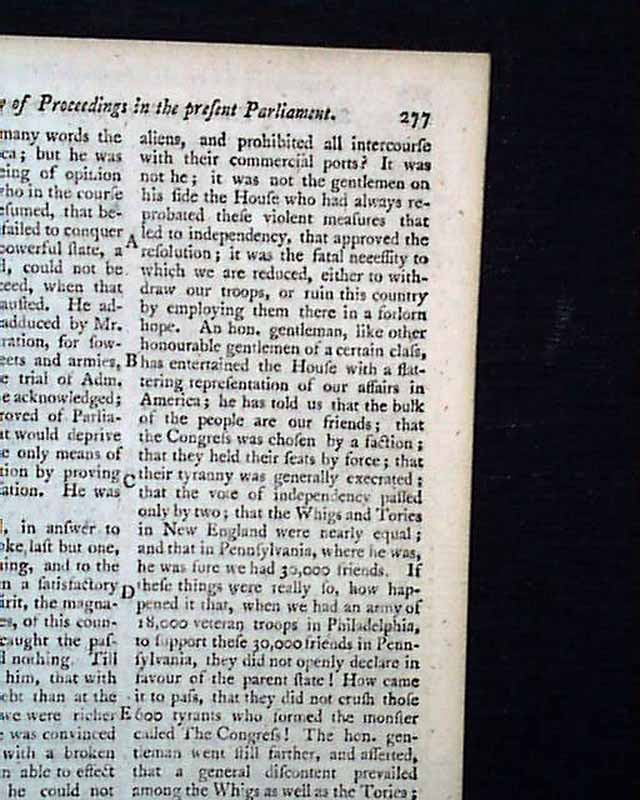 of Proceedings in the preſent Parliament.
277
many words the
; but he was
of opinion
who in the courſe
, that be-
failed to conquer
powerful ſtate, a
, could not be
, when that
. He ad-
adduced by Mr.
, for ſow-
and armies,
trial of Adm.
acknowledged;
of Parlia-
would deprive
only means of
by proving
. He was
, in anſwer to
, laſt but one,
, and to the
a ſatisfactory
, the magna-
, of this coun-
caught the paſ-
nothing. Till
him, that with
than at the
we were richer
was convinced
with a broken
able to effect
he could not
aliens, and prohibited all intercourſe
with their commercial ports? It was
not he; it was not the gentlemen on
his ſide the Houſe who had always re-
probated theſe violent meaſures that
A
led to independency, that approved the
reſolution; it was the fatal neceſſity to
which we are reduced, either to with-
draw our troops, or ruin this country
by employing them there in a forlorn
hope. An hon. gentleman, like other
honourable gentlemen of a certain claſs,
B
has entertained the Houſe with a flat-
tering repreſentation of our affairs in
America; he has told us that the bulk
of the people are our friends; that
the Congreſs was choſen by a faction;
that they held their ſeats by force; that
C
their tyranny was generally execrated;
that the vote of independency paſſed
only by two; that the Whigs and Tories
in New England were nearly equal;
and that in Pennſylvania, where he was,
he was ſure we had 30,000 friends. If
D
theſe things were really ſo, how hap-
pened it that, when we had an army of
18,000 veteran troops in Philadelphia,
to ſupport theſe 30,000 friends in Penn-
ſylvania, they did not openly declare in
favour of the parent ſtate! How came
it to paſs, that they did not cruſh thoſe
E
600 tyrants who formed the monſter
called The Congreſs! The hon. gen-
tleman went ſtill farther, and aſſerted,
that a general diſcontent prevailed
among the Whigs as well as the Tories;